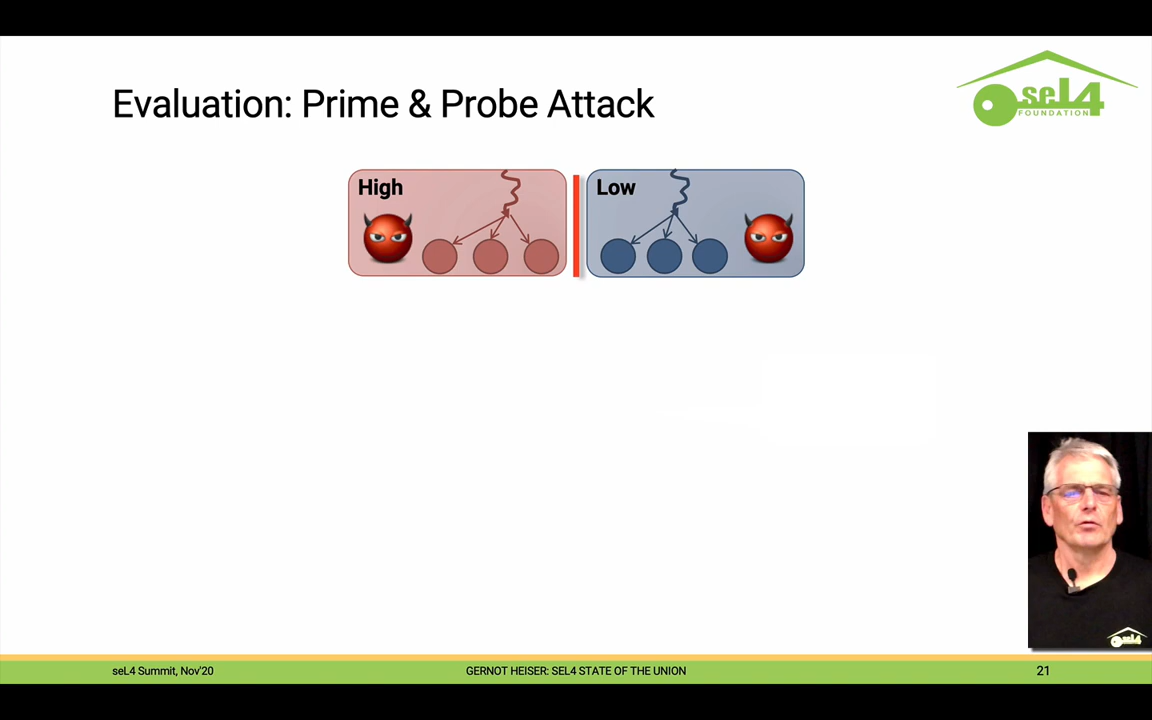 Evaluation: Prime & Probe Attack
seL4
FOUNDATION
High
Low
seL4
seL4 Summit, Nov'20
GERNOT HEISER: SEL4 STATE OF THE UNION
21